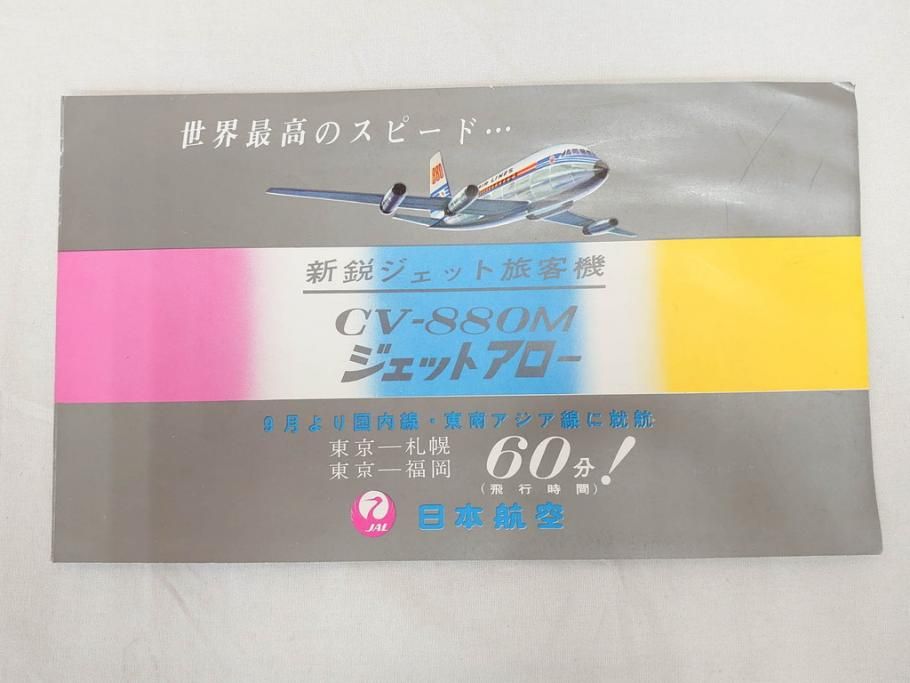 世界最高のスピード…
880
AIR LINES
新鋭ジェット旅客機
CV-880M
ジェットアロー
9月より国内線・東南アジア線に就航
東京―札幌
東京―福岡
60分!
(飛行時間)
JAL
日本航空